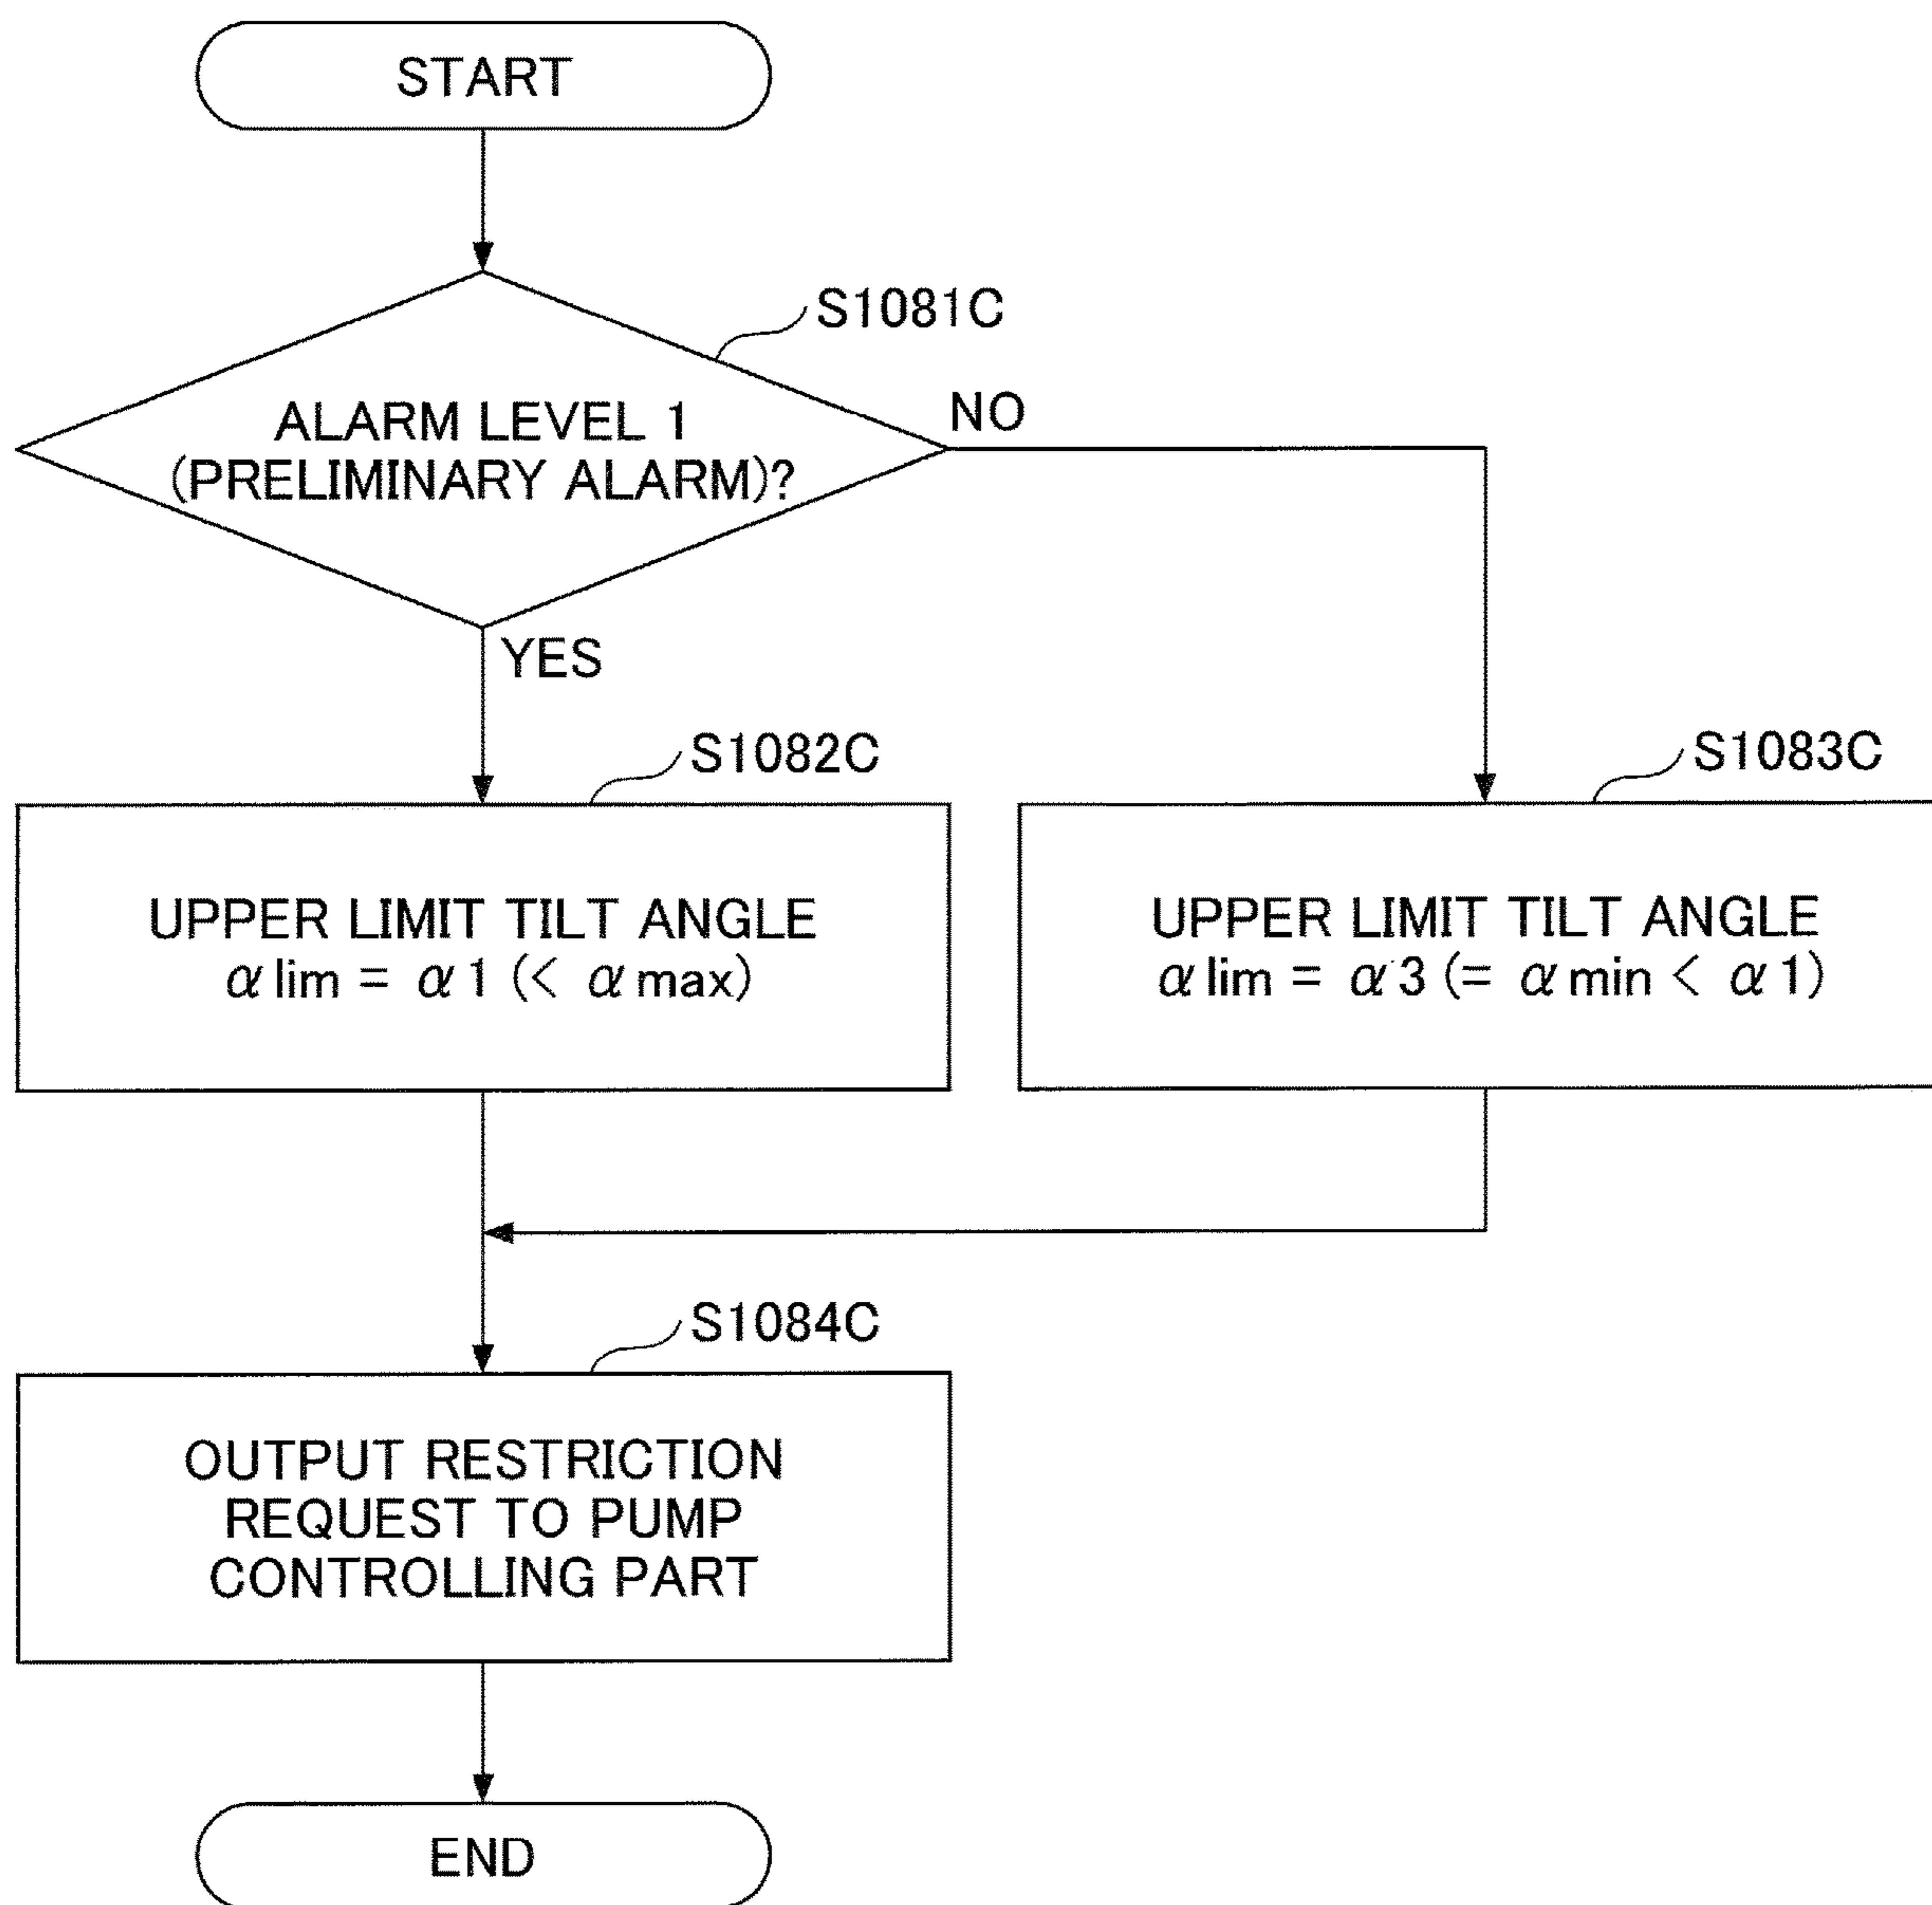 START
S1081C
ALARM LEVEL 1
(PRELIMINARY ALARM)?
NO
YES
S1082C
UPPER LIMIT TILT ANGLE
α lim = α 1 (< α max)
S1083C
UPPER LIMIT TILT ANGLE
α lim = α 3 (= α min < α 1)
S1084C
OUTPUT RESTRICTION
REQUEST TO PUMP
CONTROLLING PART
END